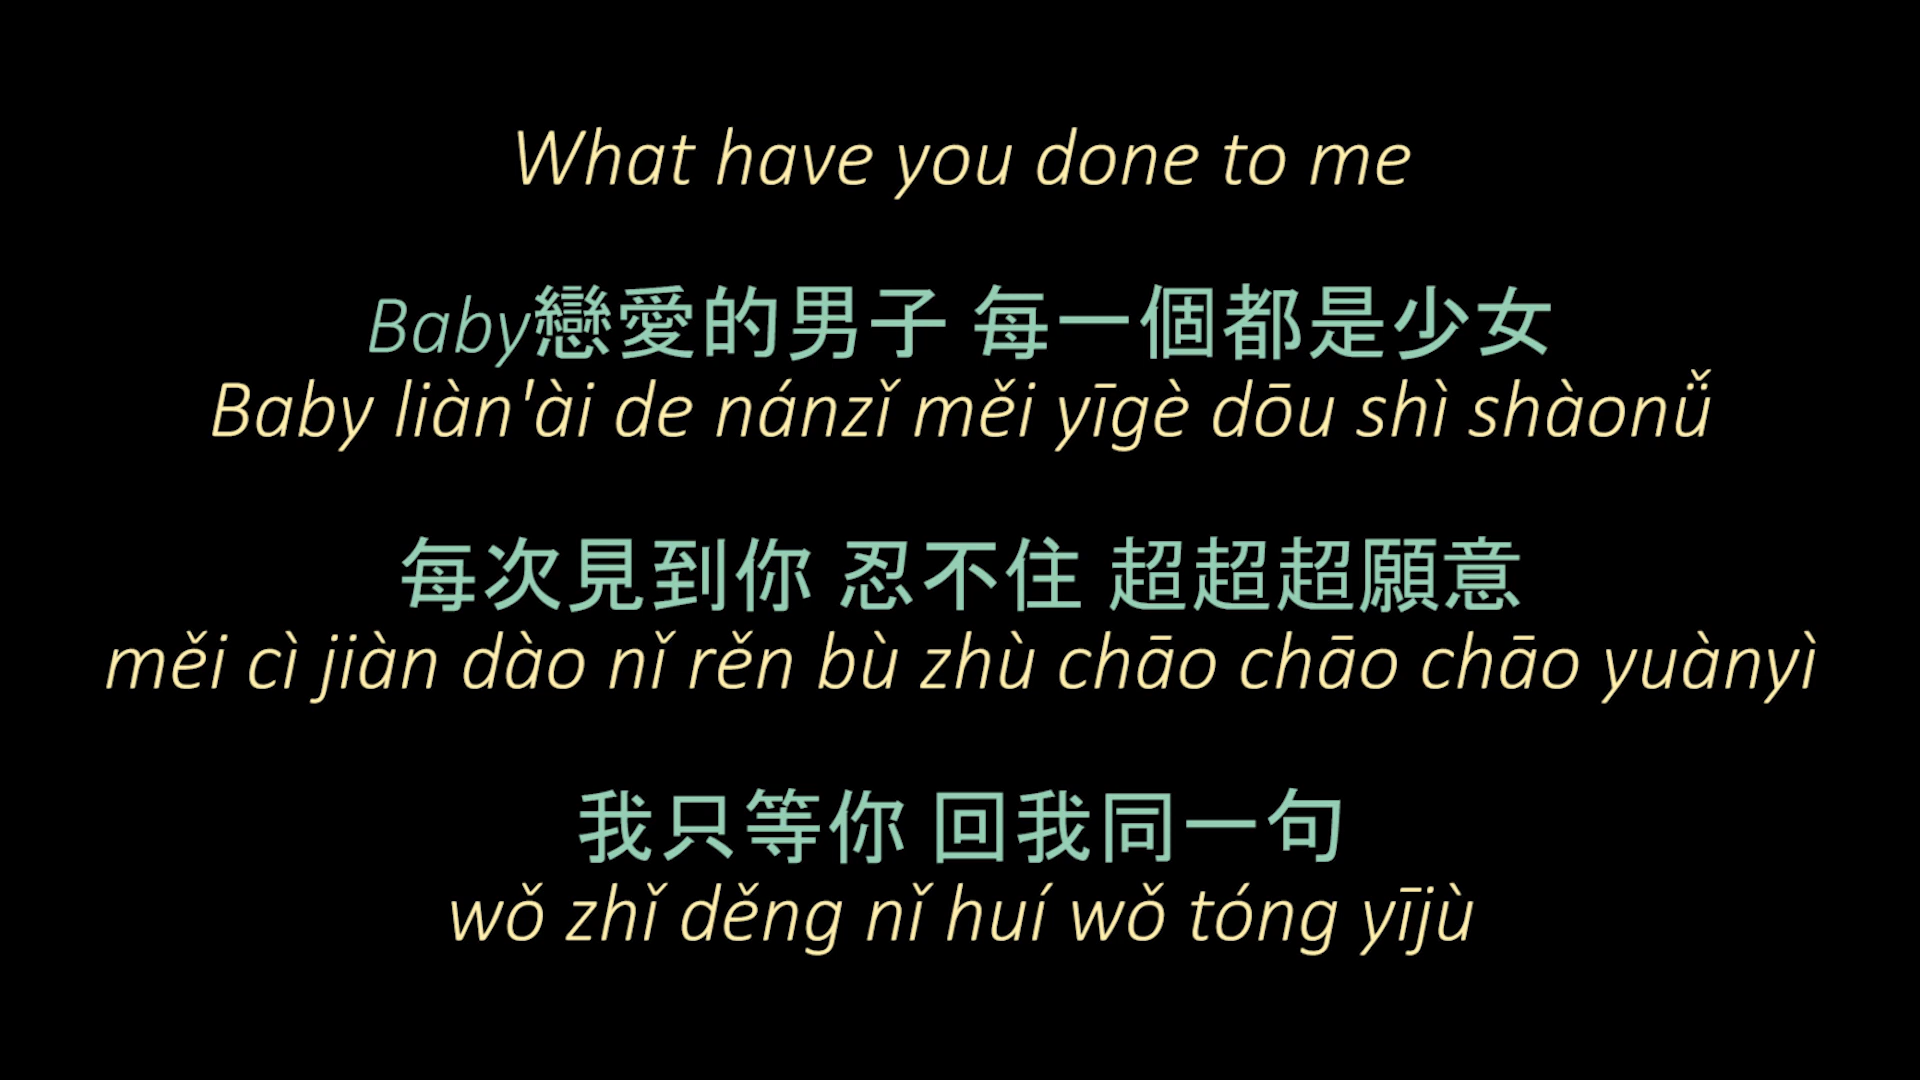 What have you done to me
Baby戀愛的男子 每一個都是少女
Baby liàn'ài de nánzǐ měi yīgè dōu shì shàonǚ
每次見到你 忍不住 超超超願意
měi cì jiàn dào nǐ rěn bù zhù chāo chāo chāo yuànyì
我只等你 回我同一句
wǒ zhǐ děng nǐ huí wǒ tóng yījù